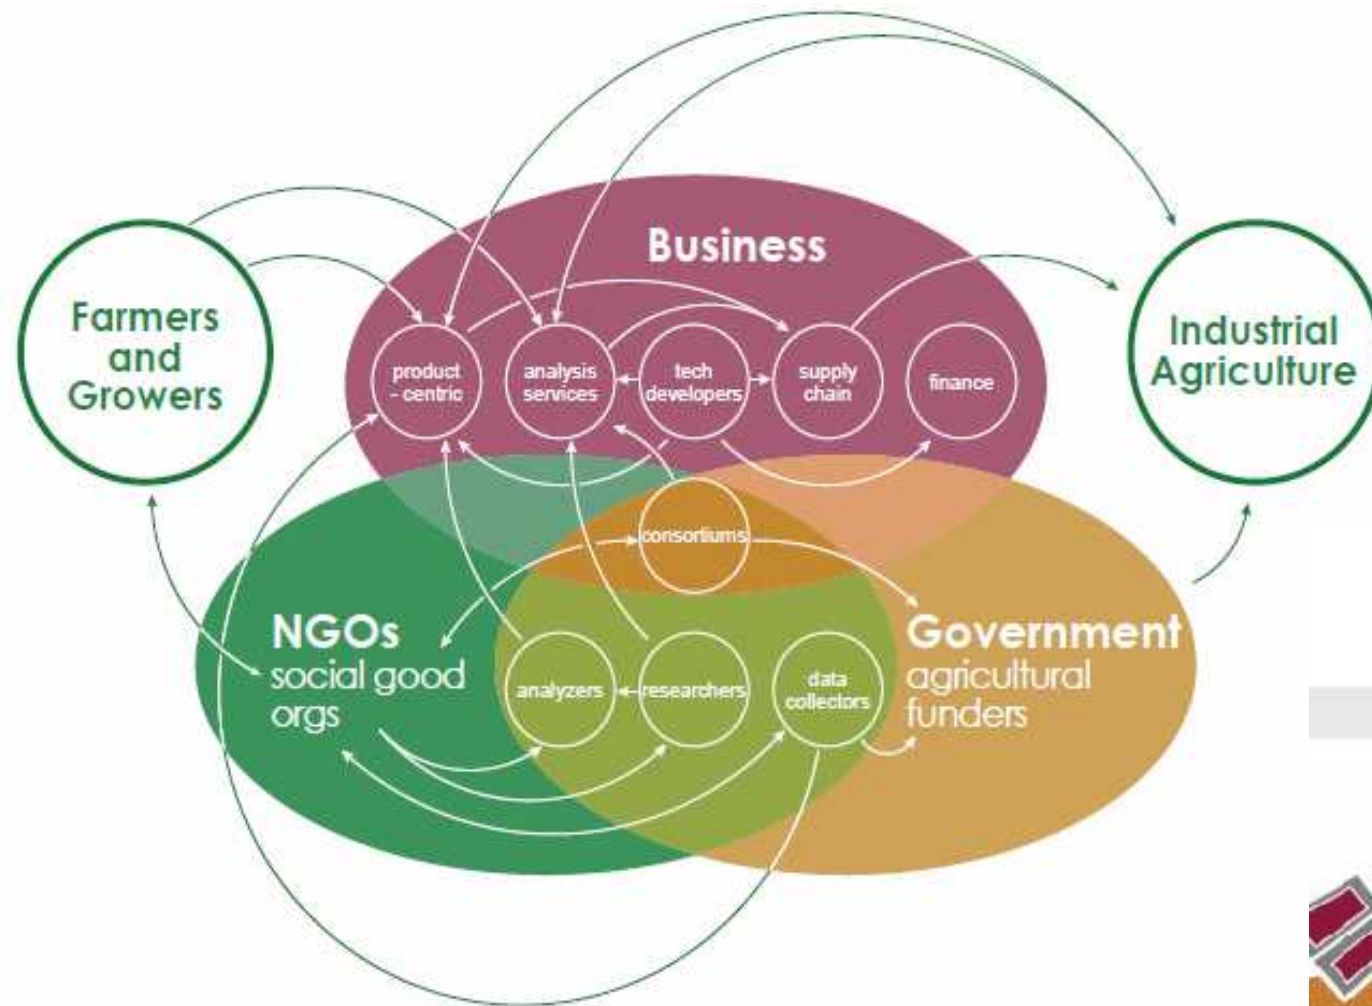 Business
Farmers
and
Growers
Industrial
Agriculture
product
- centric
analysis
services
tech
developers
supply
chain
finance
consortiums
NGOs
social good
orgs
Government
agricultural
funders
analyzers
researchers
data
collectors